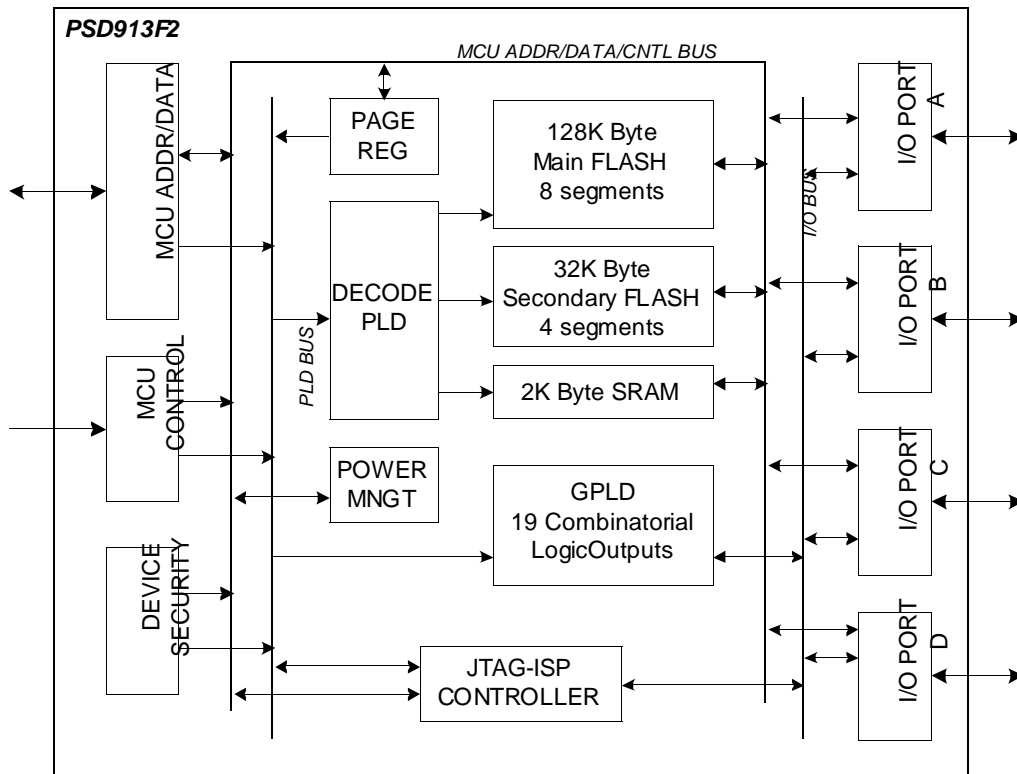 PSD913F2
MCU ADDR/DATA/CNTL BUS
MCU ADDR/DATA
PAGE
REG
128K Byte
Main FLASH
8 segments
I/O PORT
A
I/O BUS
DECODE
PLD
32K Byte
Secondary FLASH
4 segments
I/O PORT
B
PLD BUS
MCU
CONTROL
2K Byte SRAM
POWER
MNGT
GPLD
19 Combinatorial
LogicOutputs
I/O PORT
C
DEVICE
SECURITY
JTAG-ISP
CONTROLLER
I/O PORT
D